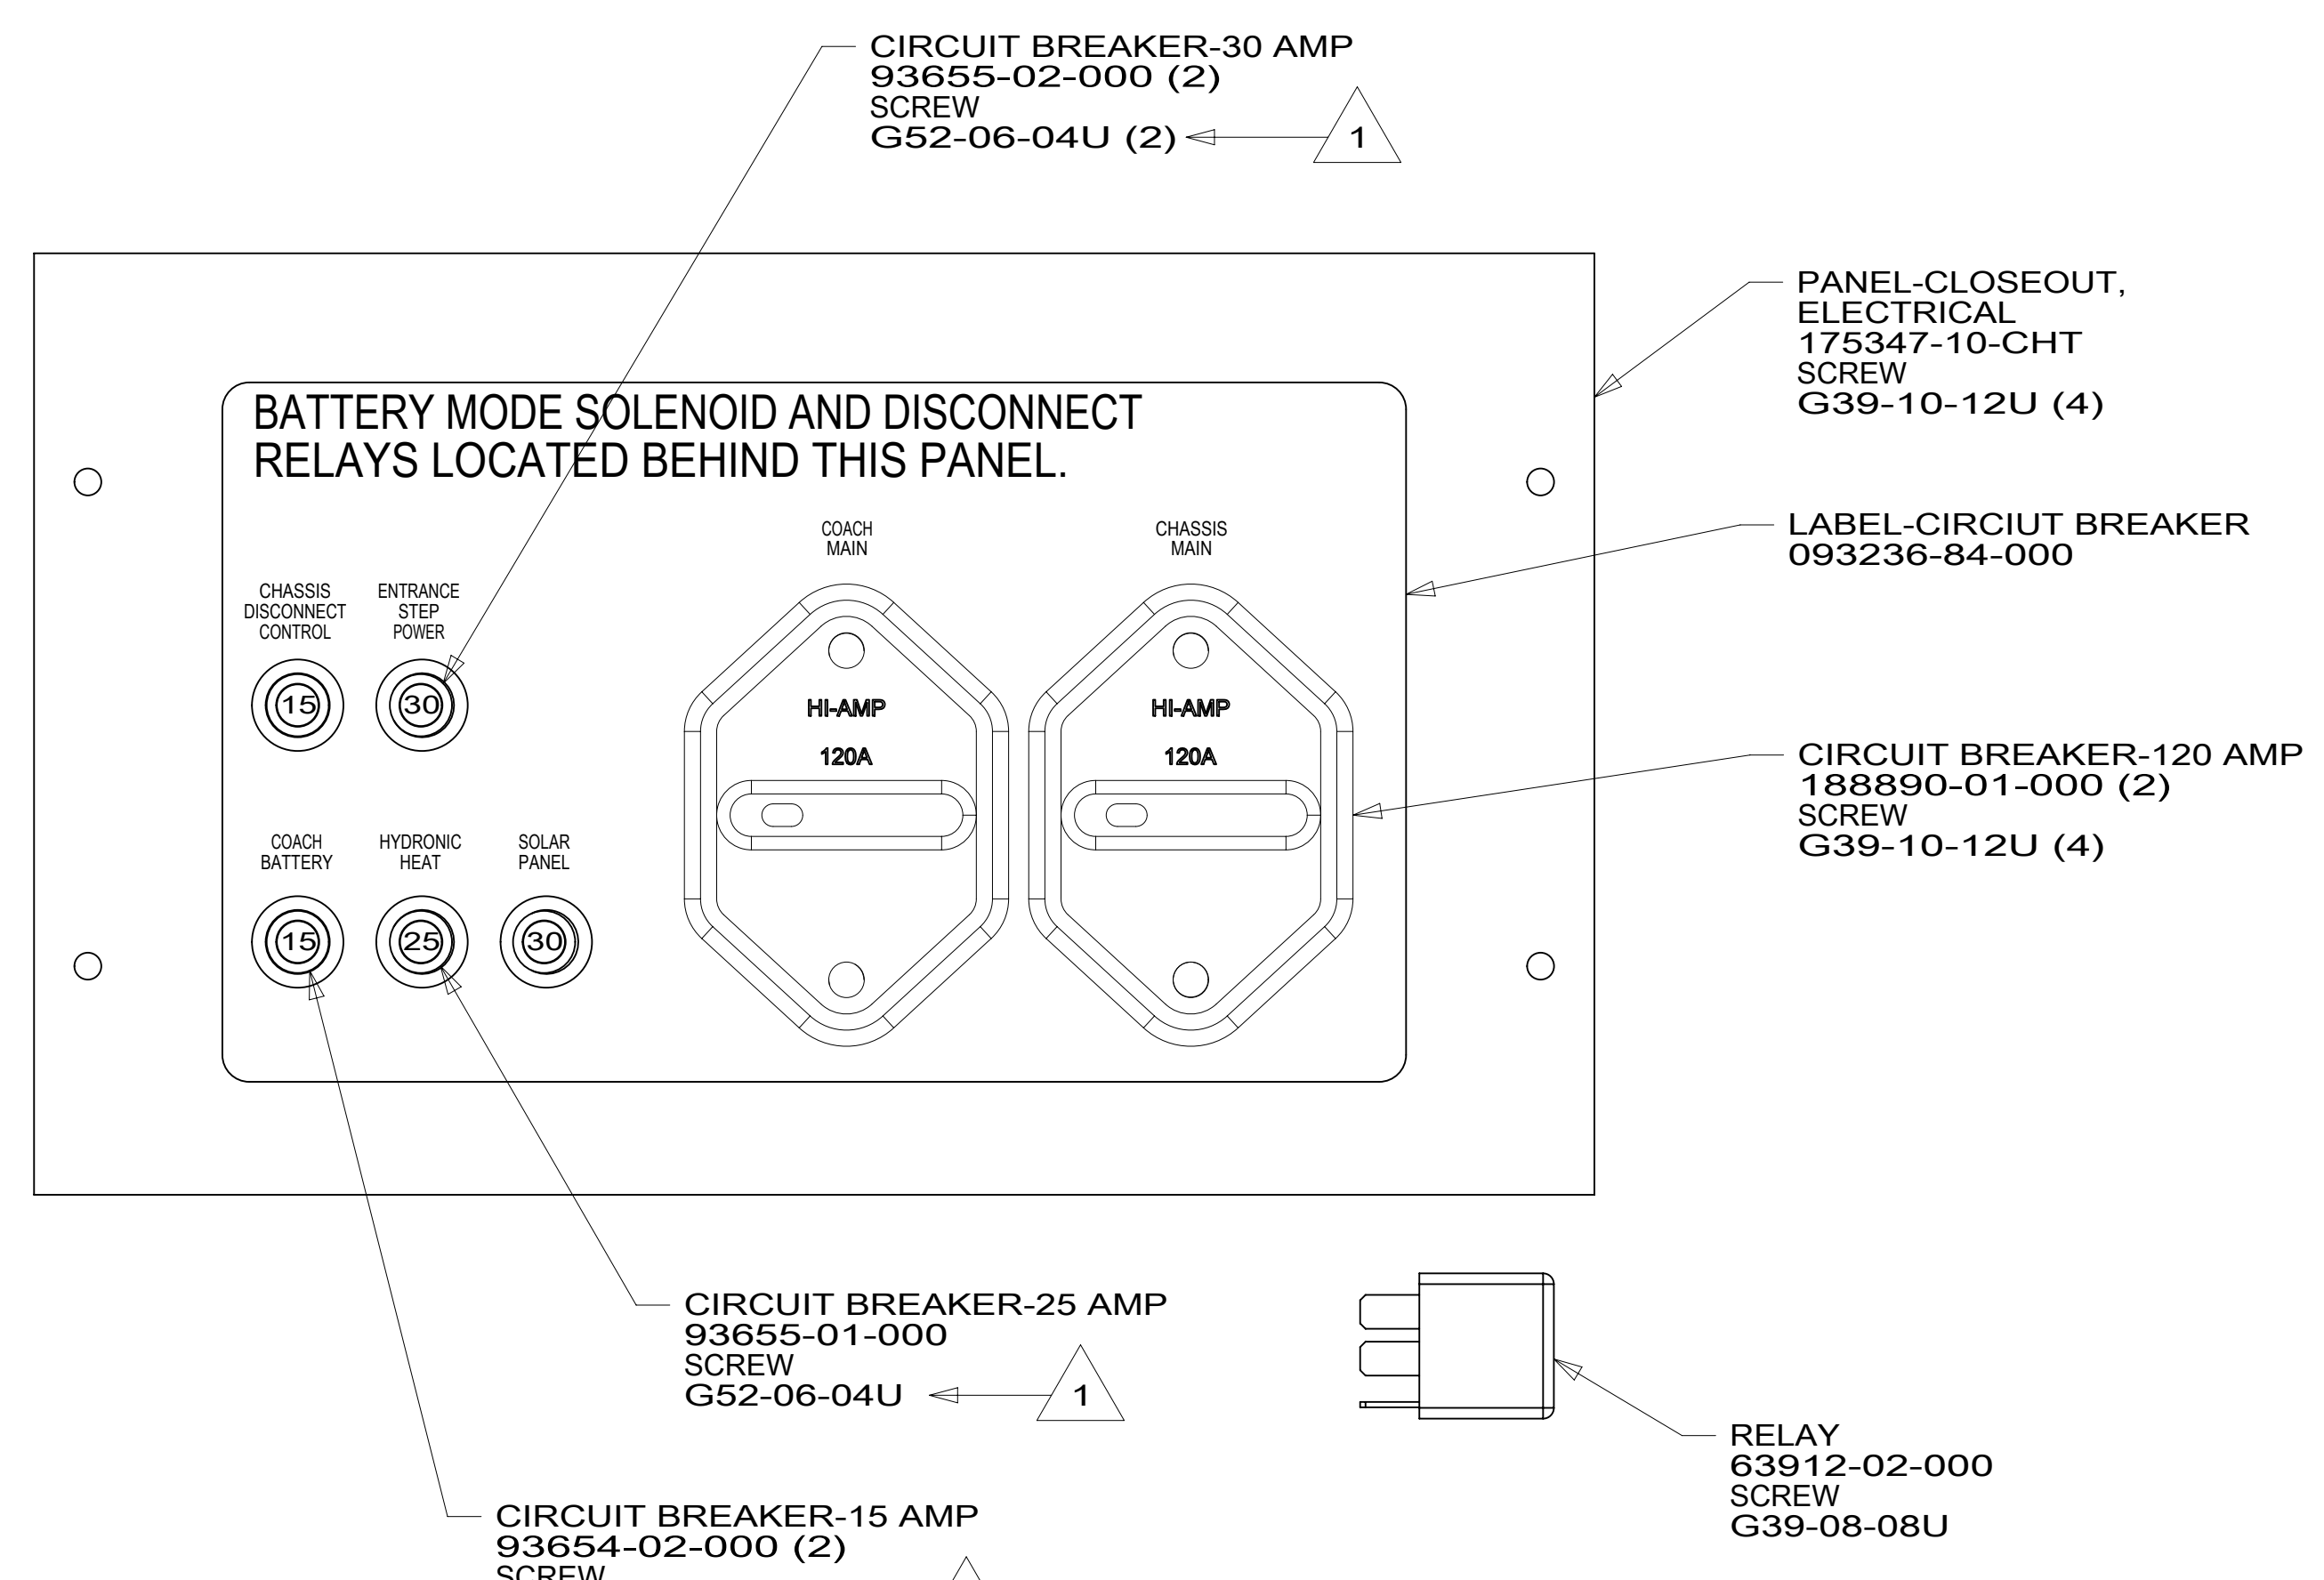 CIRCUIT BREAKER-30 AMP
93655-02-000 (2)
SCREW
G52-06-04U (2)
1
PANEL-CLOSEOUT,
ELECTRICAL
175347-10-CHT
SCREW
G39-10-12U (4)
BATTERY MODE SOLENOID AND DISCONNECT
RELAYS LOCATED BEHIND THIS PANEL.
LABEL-CIRCIUT BREAKER
093236-84-000
COACH
MAIN
CHASSIS
MAIN
CHASSIS
DISCONNECT
CONTROL
ENTRANCE
STEP
POWER
15
30
HI-AMP
120A
HI-AMP
120A
CIRCUIT BREAKER-120 AMP
188890-01-000 (2)
SCREW
G39-10-12U (4)
COACH
BATTERY
HYDRONIC
HEAT
SOLAR
PANEL
15
25
30
CIRCUIT BREAKER-25 AMP
93655-01-000
SCREW
G52-06-04U
1
RELAY
63912-02-000
SCREW
G39-08-08U
CIRCUIT BREAKER-15 AMP
93654-02-000 (2)
SCREW